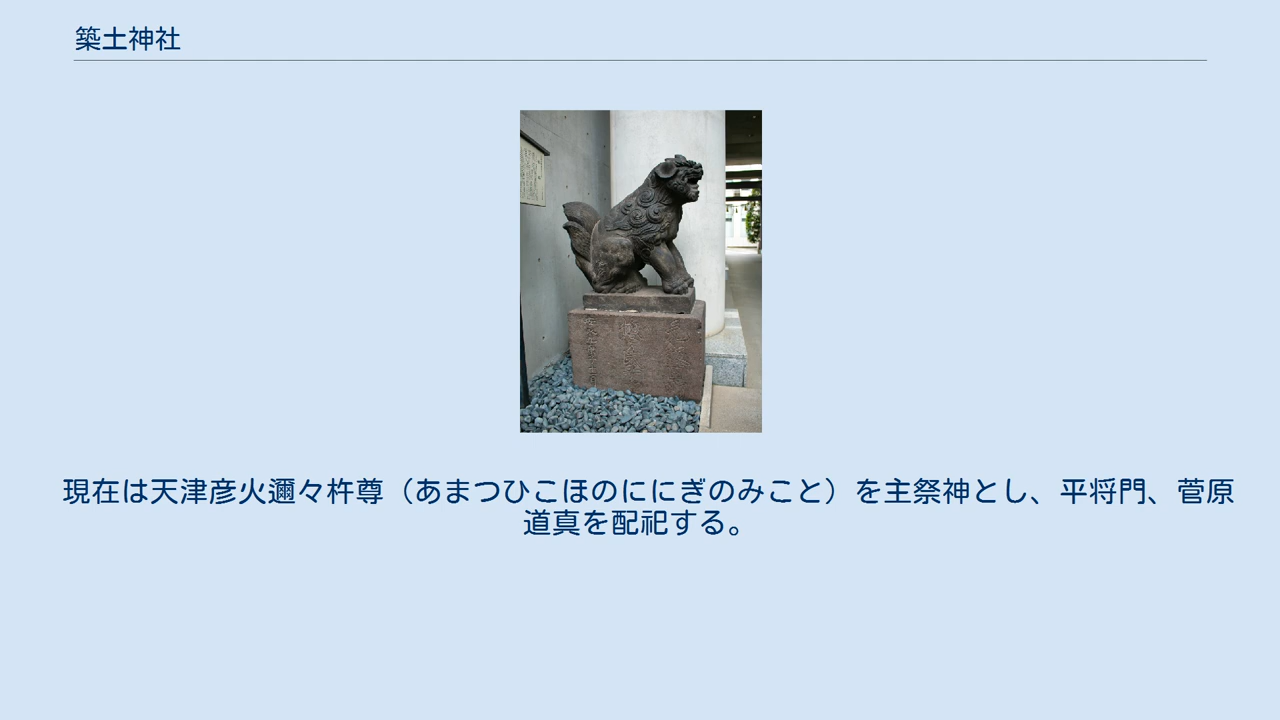 築土神社
現在は天津彦火邇々杵尊（あまつひこほのににぎのみこと）を主祭神とし、平将門、菅原
道真を配祀する。